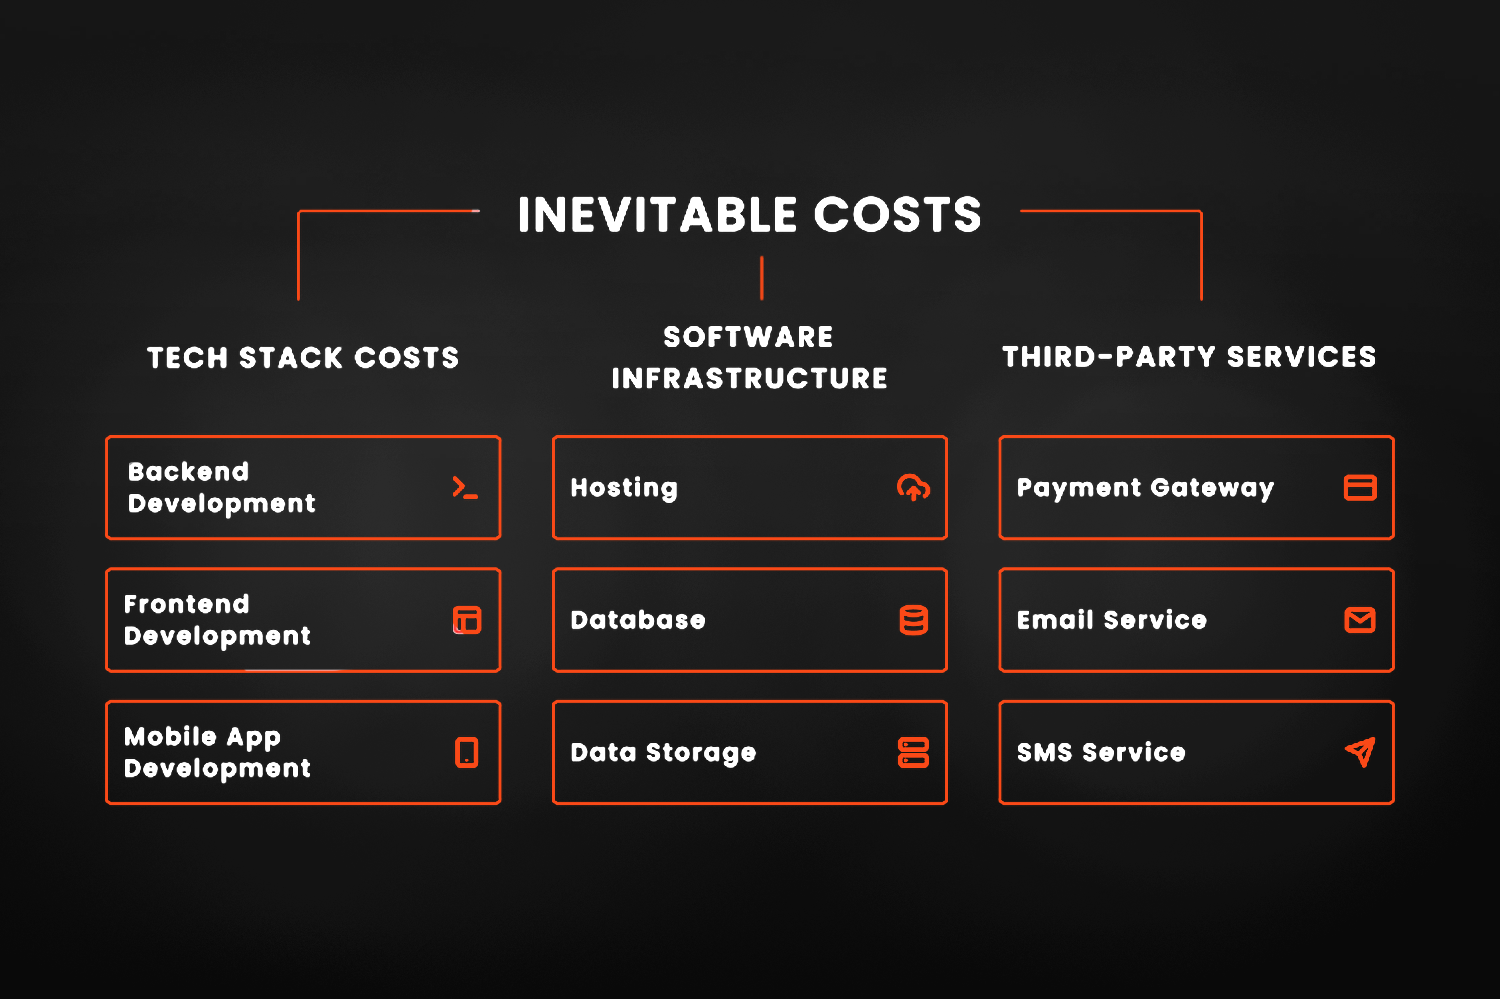 INEVITABLE COSTS
TECH STACK COSTS
Backend
Development
Frontend
Development
Mobile App
Development
SOFTWARE
INFRASTRUCTURE
Hosting
Database
Data Storage
THIRD-PARTY SERVICES
Payment Gateway
Email Service
SMS Service